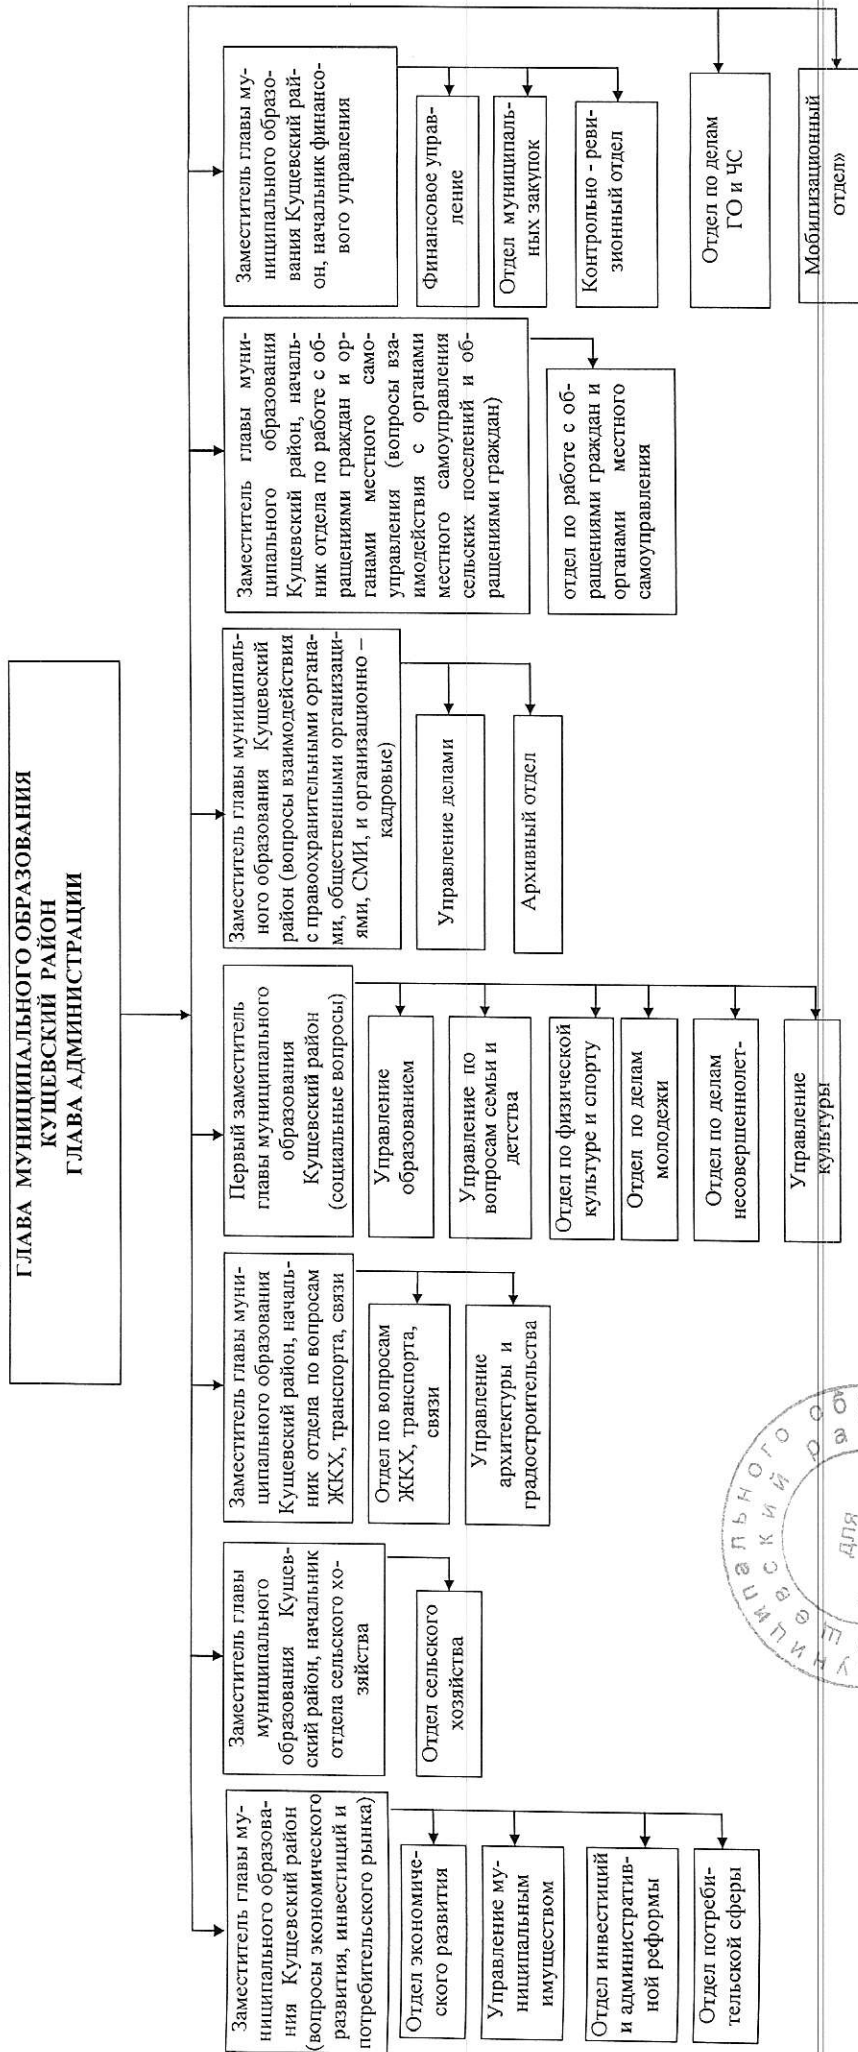 ГЛАВА МУНИЦИПАЛЬНОГО ОБРАЗОВАНИЯ
КУЩЕВСКИЙ РАЙОН
ГЛАВА АДМИНИСТРАЦИИ
Заместитель главы му-
ниципального образова-
ния Кущевский район
(вопросы экономического
развития, инвестиций и
потребительского рынка)
Отдел экономиче-
ского развития
Управление му-
ниципальным
имуществом
Отдел инвестиций
и административ-
ной реформы
Отдел потреби-
тельской сферы
Заместитель главы
муниципального
образования Кущев-
ский район, начальник
отдела сельского хо-
зяйства
Отдел сельского
хозяйства
Заместитель главы муни-
ципального образования
Кущевский район, началь-
ник отдела по вопросам
ЖКХ, транспорта, связи
Отдел по вопросам
ЖКХ, транспорта,
связи
Управление
архитектуры и
градостроительства
Первый заместитель
главы муниципального
образования
Кущевский район
(социальные вопросы)
Управление
образованием
Управление по
вопросам семьи и
детства
Отдел по физической
культуре и спорту
Отдел по делам
молодежи
Отдел по делам
несовершеннолет-
Управление
культуры
Заместитель главы муниципаль-
ного образования Кущевский
район (вопросы взаимодействия
с правоохранительными органа-
ми, общественными организаци-
ями, СМИ, и организационно –
кадровые)
Управление делами
Архивный отдел
Заместитель главы муни-
ципального образования
Кущевский район, началь-
ник отдела по работе с об-
ращениями граждан и ор-
ганами местного само-
управления (вопросы вза-
имодействия с органами
местного самоуправления
сельских поселений и об-
ращениями граждан)
отдел по работе с об-
ращениями граждан и
органами местного
самоуправления
Заместитель главы му-
ниципального образо-
вания Кущевский рай-
он, начальник финансо-
вого управления
Финансовое управ-
ление
Отдел муниципаль-
ных закупок
Контрольно - реви-
зионный отдел
Отдел по делам
ГО и ЧС
Мобилизационный
отдел»
униципального об
щевский ра
для